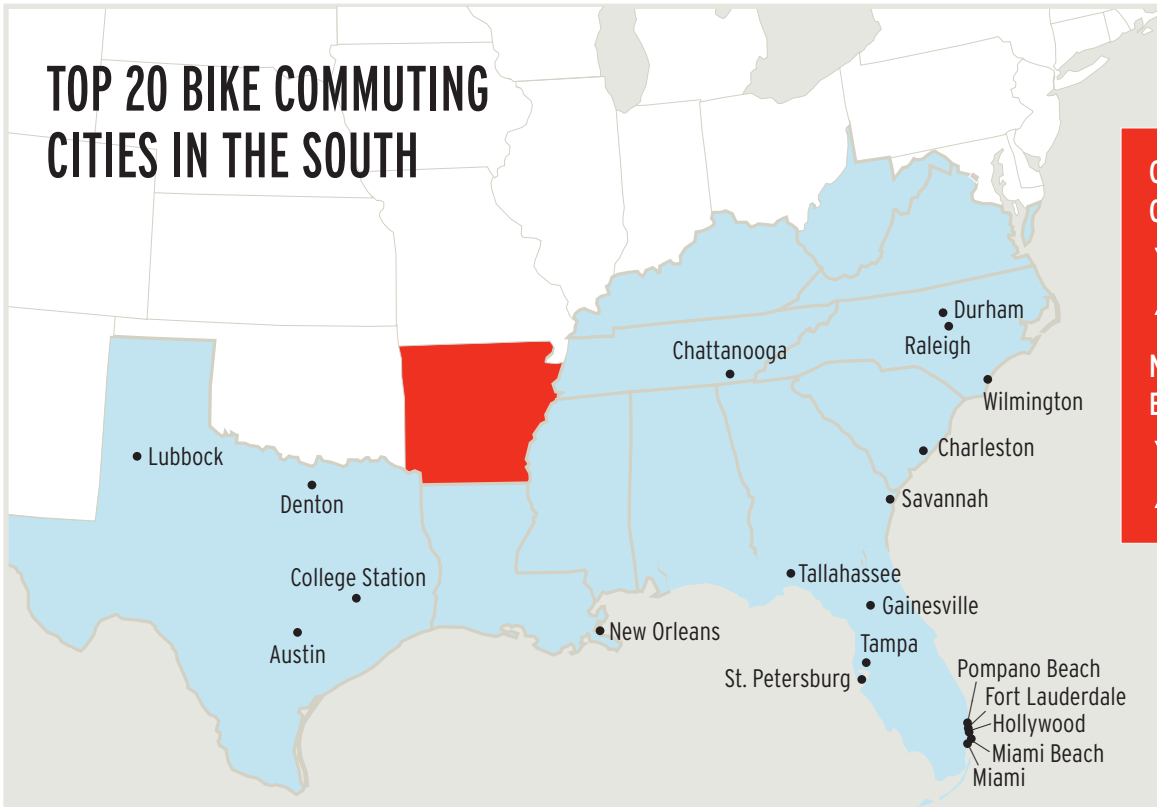 TOP 20 BIKE COMMUTING
CITIES IN THE SOUTH
Durham
Raleigh
Chattanooga
Wilmington
Charleston
Lubbock
Denton
Savannah
College Station
Tallahassee
Gainesville
Austin
New Orleans
Tampa
St. Petersburg
Pompano Beach
Fort Lauderdale
Hollywood
Miami Beach
Miami